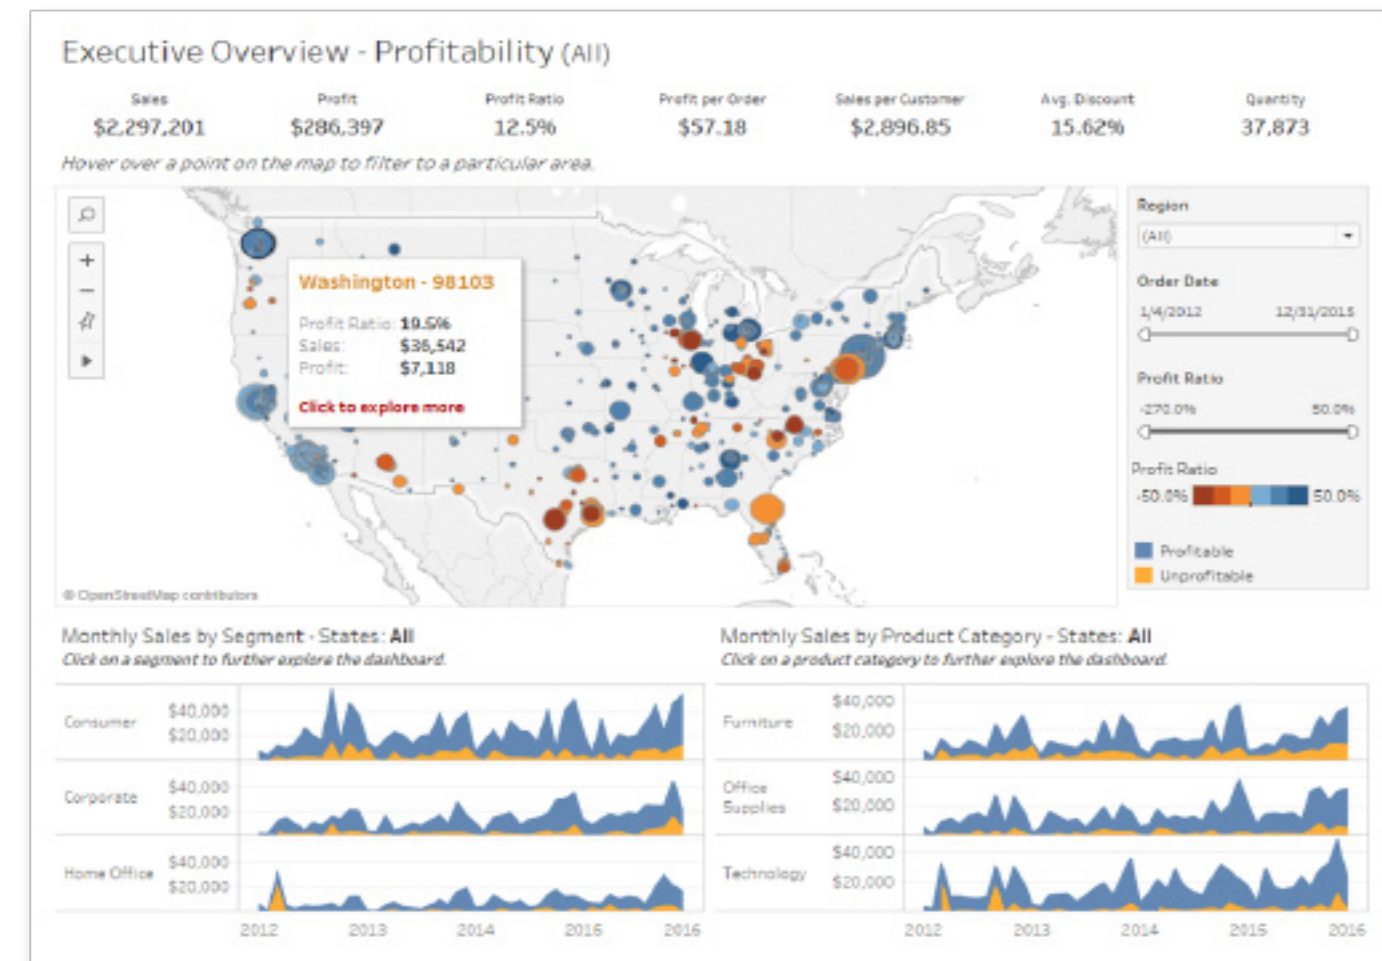 Executive Overview - Profitability (All)
Sales Profit Profit Ratio Profit per Order Sales per Customer Avg. Discount Quantity
$2,297,201 $286,397 12.5% $57.18 $2,896.85 15.62% 37,873
Hover over a point on the map to filter to a particular area.
Region
(All)
Order Date
1/4/2012 12/31/2015
Profit Ratio
-270.0% 50.0%
Profit Ratio
-50.0% 50.0%
Profitable
Unprofitable
Washington - 98103
Profit Ratio: 19.5%
Sales: $36,542
Profit: $7,118
Click to explore more
© OpenStreetMap contributors
Monthly Sales by Segment - States: All
Click on a segment to further explore the dashboard.
Consumer
$40,000
$20,000
Corporate
$40,000
$20,000
Home Office
$40,000
$20,000
2012 2013 2014 2015 2016
Monthly Sales by Product Category - States: All
Click on a product category to further explore the dashboard.
Furniture
$40,000
$20,000
Office
Supplies
$40,000
$20,000
Technology
$40,000
$20,000
2012 2013 2014 2015 2016